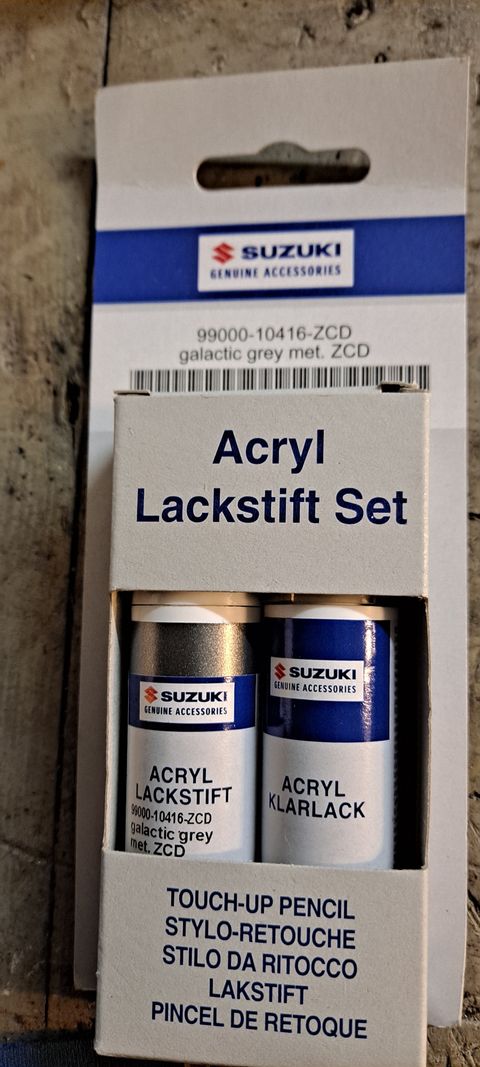 SUZUKI
GENUINE ACCESSORIES
99000-10416-ZCD
galactic grey met. ZCD
Acryl
Lackstift Set
SUZUKI
GENUINE ACCESSORIES
ACRYL
LACKSTIFT
99000-10416-ZCD
galactic grey
met. ZCD
SUZUKI
GENUINE ACCESSORIES
ACRYL
KLARLACK
TOUCH-UP PENCIL
STYLO-RETOUCHE
STILO DA RITOCCO
LAKSTIFT
PINCEL DE RETOQUE